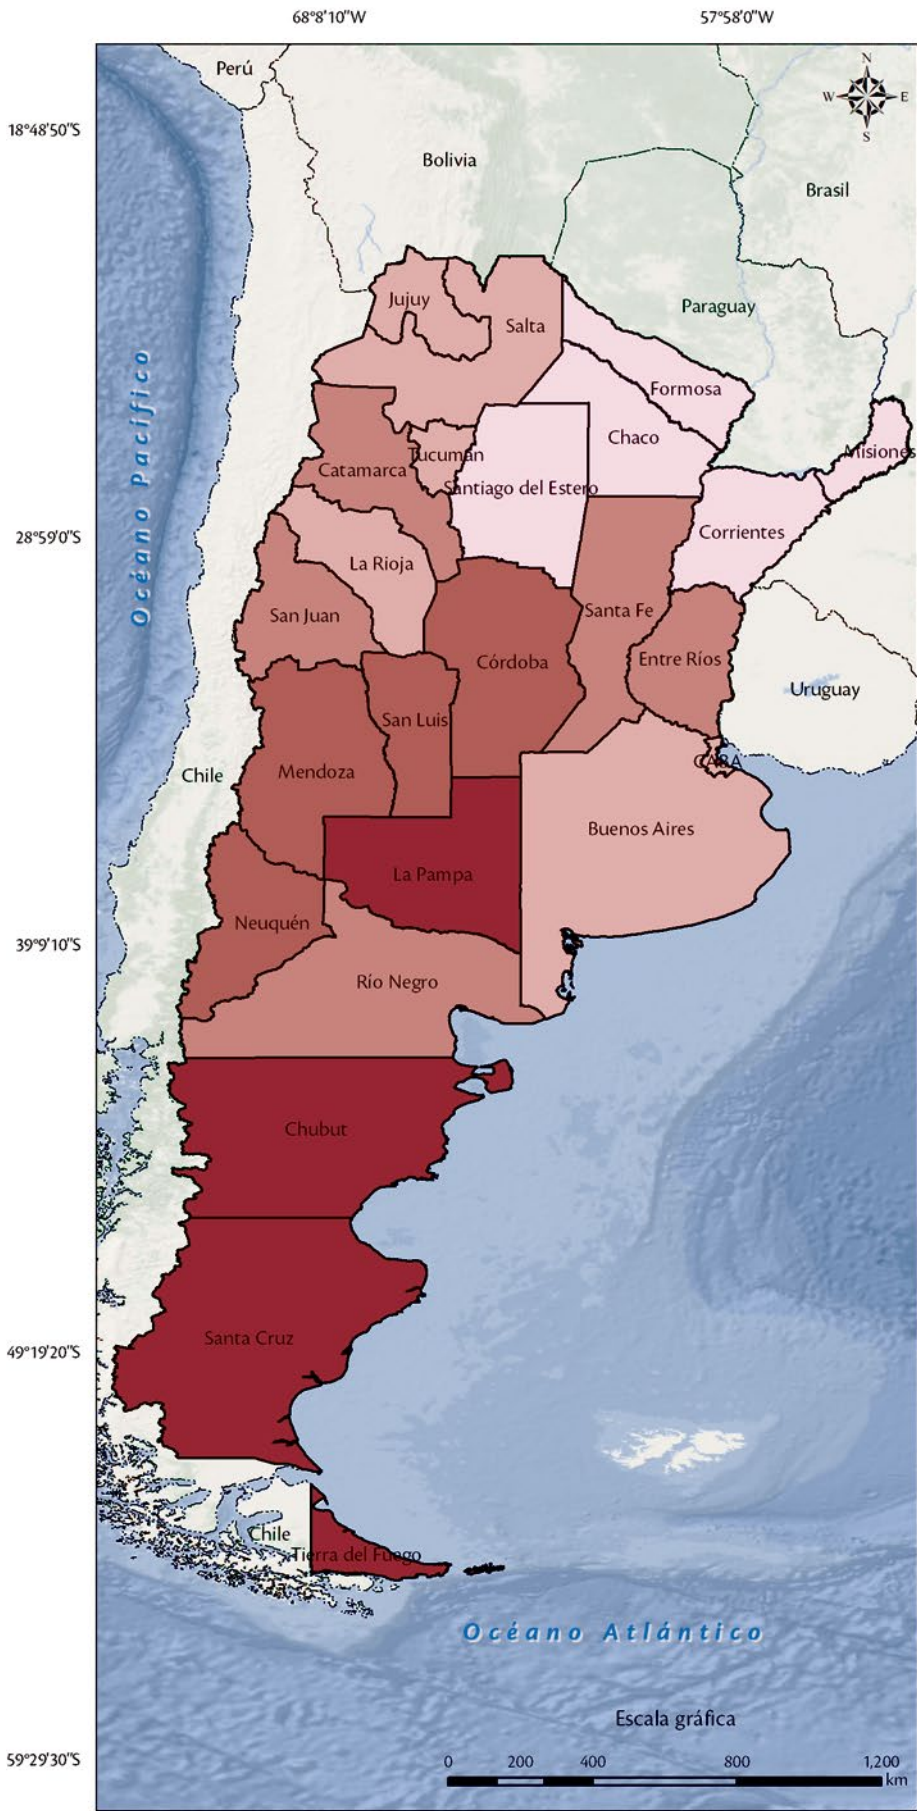 68°8'10"W
57°58'0"W
Perú
N
W
E
S
18°48'50"S
Bolivia
Brasil
Jujuy
Paraguay
Salta
Formosa
Chaco
Misiones
Tucumán
Catamarca
Santiago del Estero
Corrientes
28°59'0"S
Océano Pacífico
La Rioja
San Juan
Santa Fe
Córdoba
Entre Ríos
Uruguay
San Luis
CABA
Mendoza
Chile
Buenos Aires
La Pampa
Neuquén
39°9'10"S
Río Negro
Chubut
Santa Cruz
49°19'20"S
Chile
Tierra del Fuego
Océano Atlántico
Escala gráfica
59°29'30"S
0 200 400 800 1,200
km